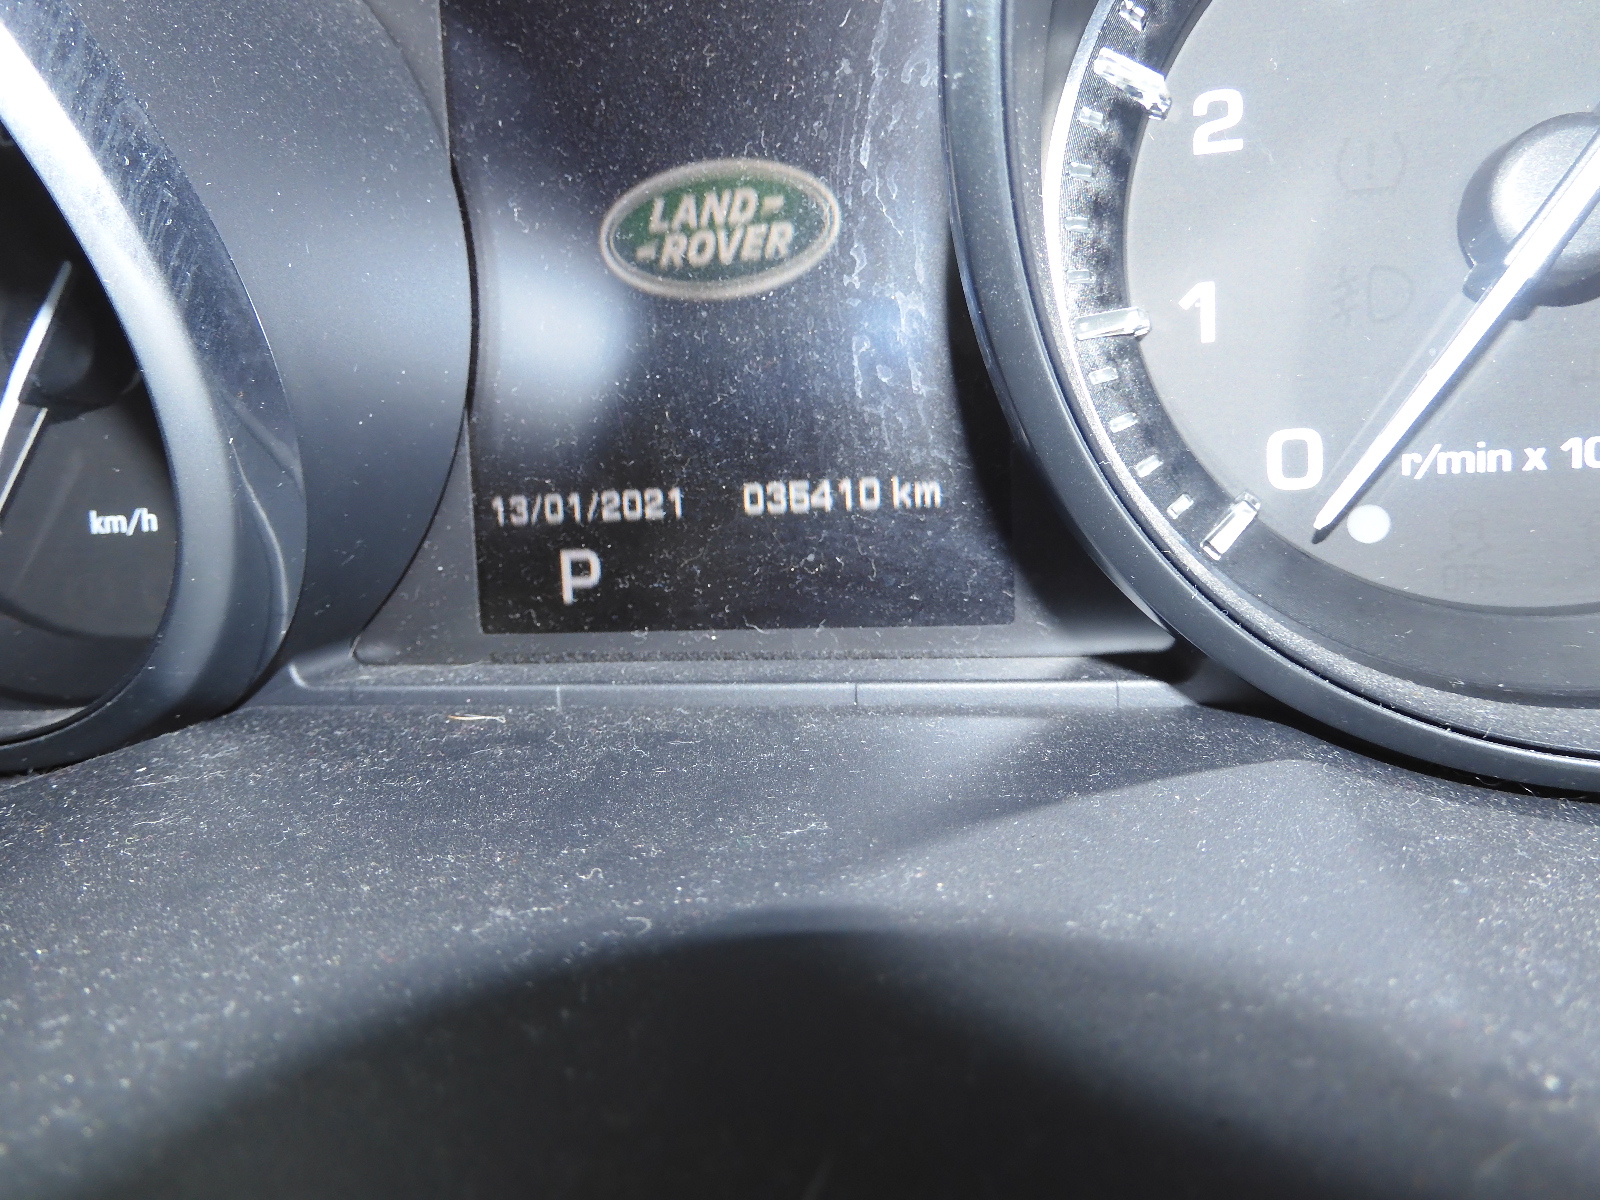 LAND-
-ROVER
13/01/2021 035410 km
P
km/h
2
1
0
r/min x 10